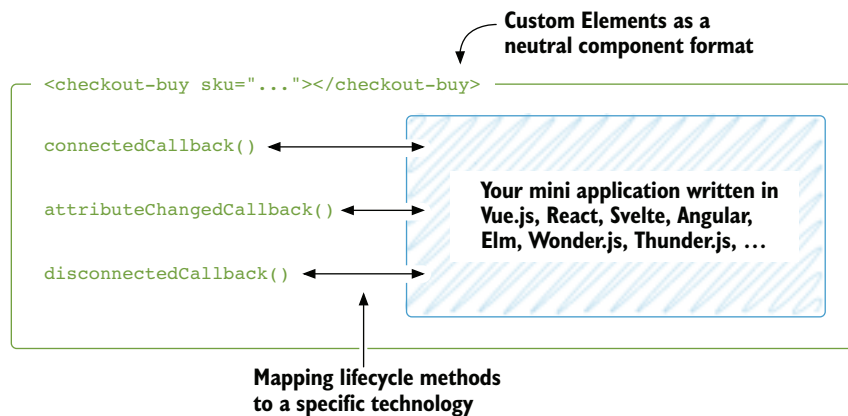 Custom Elements as a
neutral component format
<checkout-buy sku="..."></checkout-buy>
connectedCallback()
attributeChangedCallback()
disconnectedCallback()
Your mini application written in
Vue.js, React, Svelte, Angular,
Elm, Wonder.js, Thunder.js, …
Mapping lifecycle methods
to a specific technology